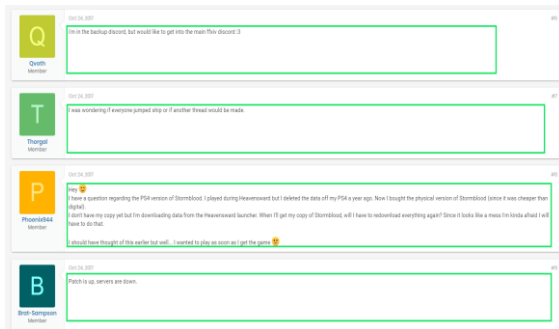 Q
Qvoth
Member
Oct 24, 2017
#6
I'm in the backup discord, but would like to get into the main ffxiv discord :3
T
Thorgal
Member
Oct 24, 2017
#7
I was wondering if everyone jumped ship or if another thread would be made.
P
Phoenix944
Member
Oct 24, 2017
#8
Hey
I have a question regarding the PS4 version of Stormblood. I played during Heavensward but I deleted the data off my PS4 a year ago. Now I bought the physical version of Stormblood (since it was cheaper than
digital).
I don't have my copy yet but I'm downloading data from the Heavensward launcher. When I'll get my copy of Stormblood, will I have to redownload everything again? Since it looks like a mess I'm kinda afraid I will
have to do that.
I should have thought of this earlier but well... I wanted to play as soon as I get the game
B
Brat-Sampson
Member
Oct 24, 2017
#9
Patch is up, servers are down.